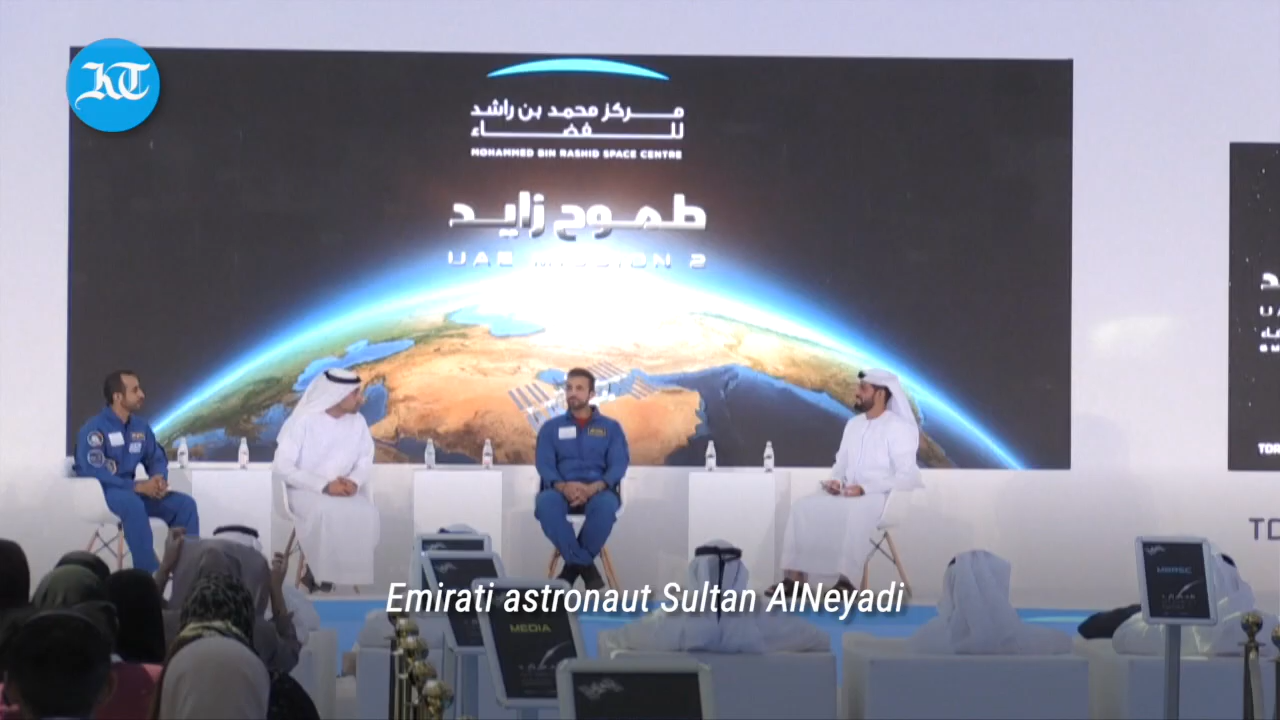 KT
مركز محمد بن راشد
للفضاء
MOHAMMED BIN RASHID SPACE CENTRE
طموح زايد
UAE MISSION 2
Emirati astronaut Sultan AlNeyadi
MEDIA
MBRSC